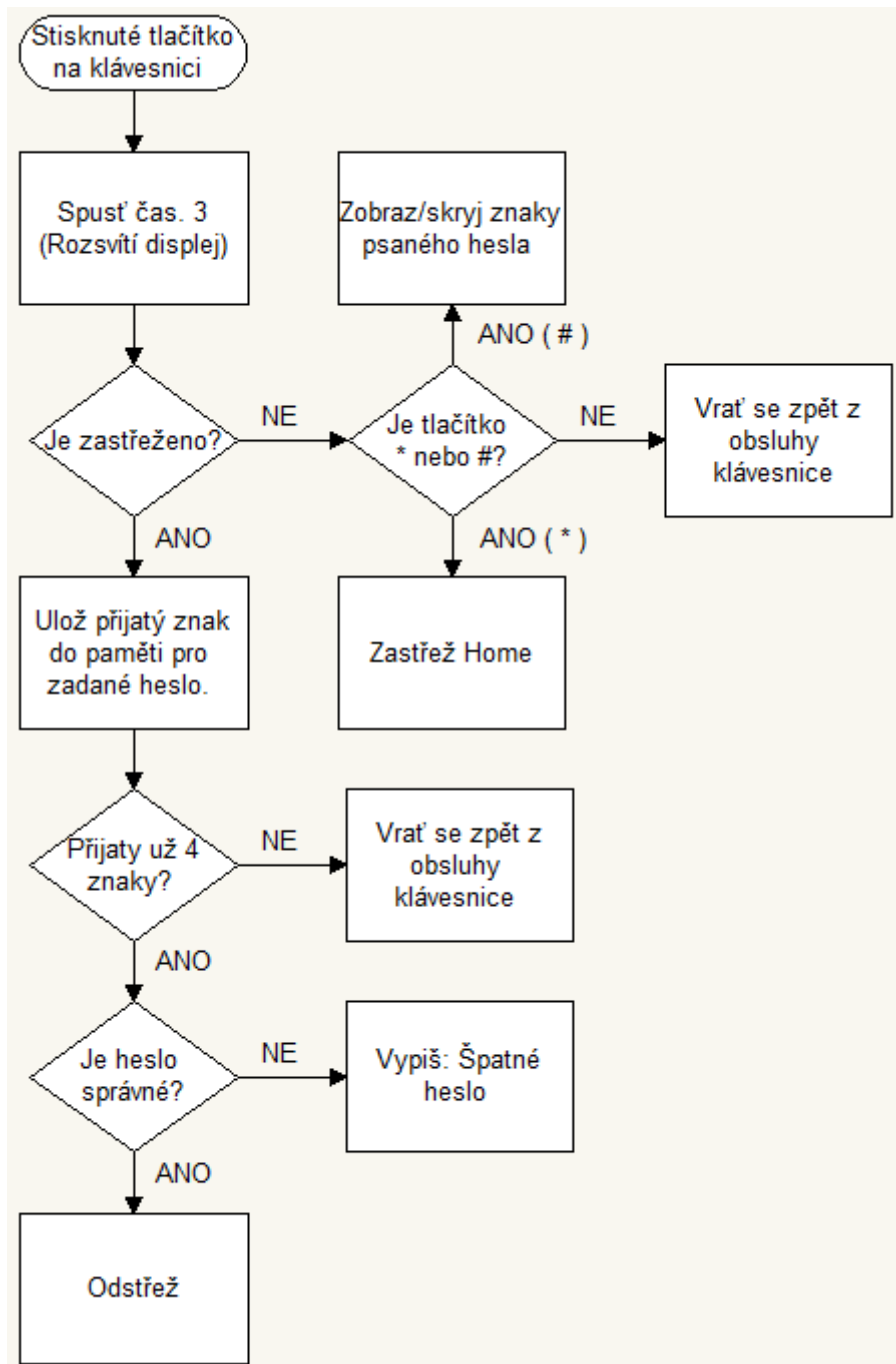 Stisknuté tlačítko
na klávesnici
Spusť čas. 3
(Rozsvítí displej)
Zobraz/skryj znaky
psaného hesla
ANO ( # )
Je zastřeženo?
NE
Je tlačítko
* nebo #?
NE
Vrať se zpět z
obsluhy
klávesnice
ANO
ANO ( * )
Ulož přijatý znak
do paměti pro
zadané heslo.
Zastřež Home
Přijaty už 4
znaky?
NE
Vrať se zpět z
obsluhy
klávesnice
ANO
Je heslo
správné?
NE
Vypiš: Špatné
heslo
ANO
Odstřež